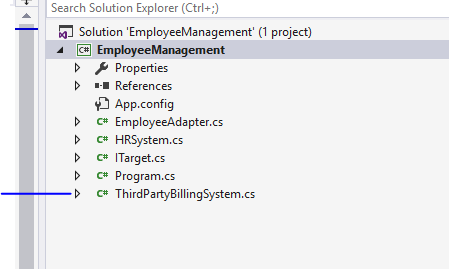 Search Solution Explorer (Ctrl+;)
Solution 'EmployeeManagement' (1 project)
C# EmployeeManagement
Properties
References
App.config
C# EmployeeAdapter.cs
C# HRSystem.cs
C# ITarget.cs
C# Program.cs
C# ThirdPartyBillingSystem.cs